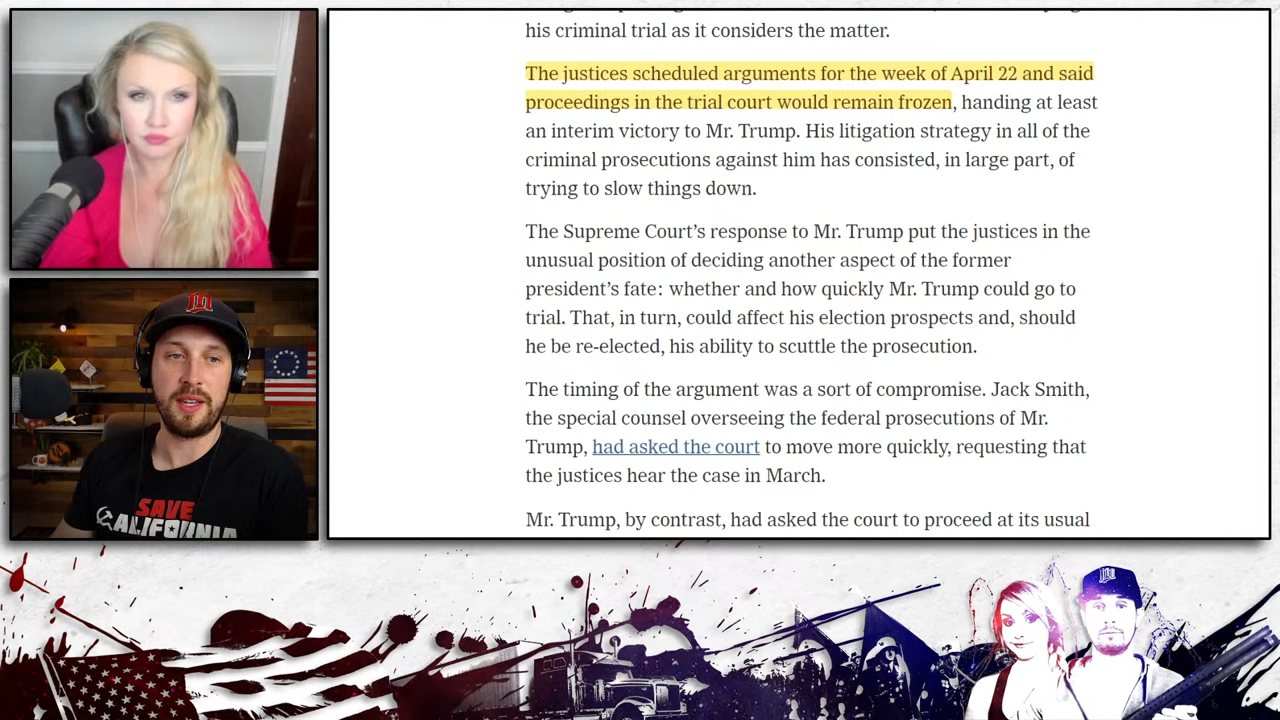 his criminal trial as it considers the matter.
The justices scheduled arguments for the week of April 22 and said
proceedings in the trial court would remain frozen, handing at least
an interim victory to Mr. Trump. His litigation strategy in all of the
criminal prosecutions against him has consisted, in large part, of
trying to slow things down.
The Supreme Court’s response to Mr. Trump put the justices in the
unusual position of deciding another aspect of the former
president’s fate: whether and how quickly Mr. Trump could go to
trial. That, in turn, could affect his election prospects and, should
he be re-elected, his ability to scuttle the prosecution.
The timing of the argument was a sort of compromise. Jack Smith,
the special counsel overseeing the federal prosecutions of Mr.
Trump, had asked the court to move more quickly, requesting that
the justices hear the case in March.
Mr. Trump, by contrast, had asked the court to proceed at its usual
SAVE
CALIFORNIA